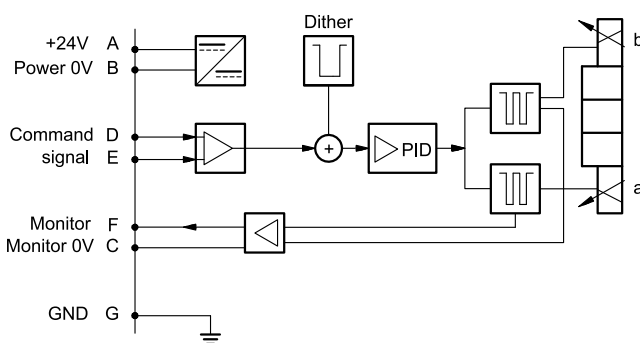 Dither
+24V A
Power 0V B
b
Command D
signal E
+
PID
a
Monitor F
Monitor 0V C
GND G